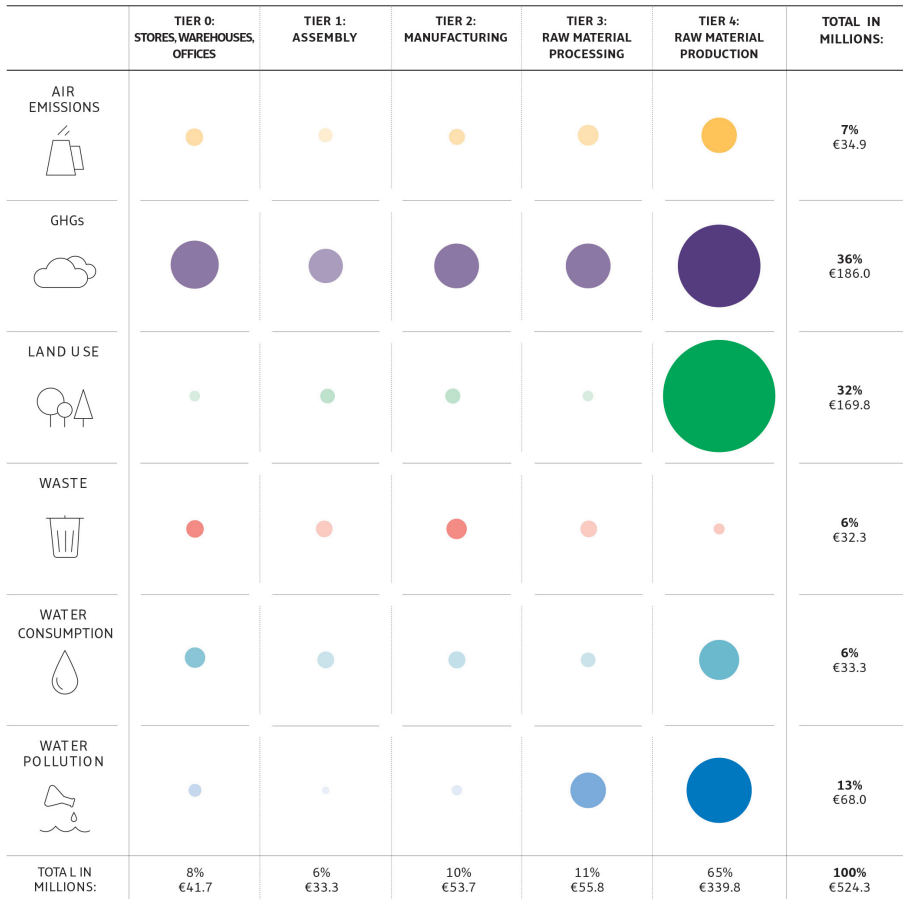 TIER 0:
STORES, WAREHOUSES,
OFFICES
TIER 1:
ASSEMBLY
TIER 2:
MANUFACTURING
TIER 3:
RAW MATERIAL
PROCESSING
TIER 4:
RAW MATERIAL
PRODUCTION
TOTAL IN
MILLIONS:
AIR
EMISSIONS
7%
€34.9
GHGs
36%
€186.0
LAND USE
32%
€169.8
WASTE
6%
€32.3
WATER
CONSUMPTION
6%
€33.3
WATER
POLLUTION
13%
€68.0
TOTAL IN
MILLIONS:
8%
€41.7
6%
€33.3
10%
€53.7
11%
€55.8
65%
€339.8
100%
€524.3